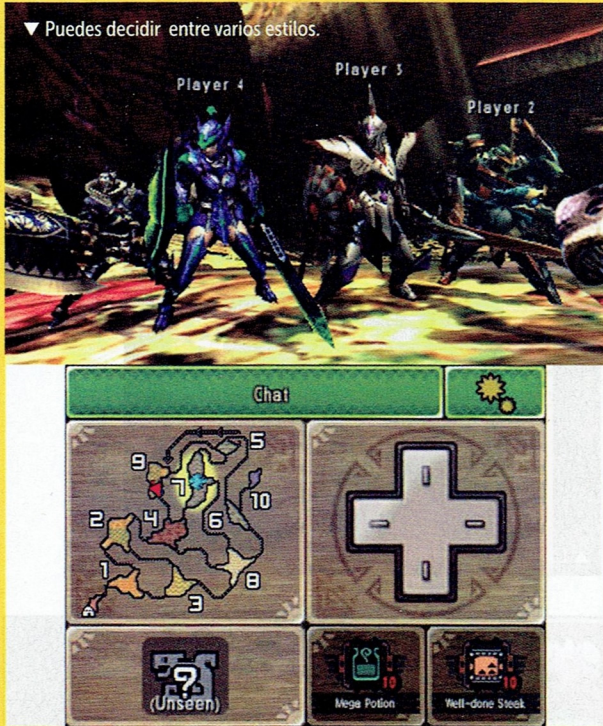 ▼ Puedes decidir entre varios estilos.
Player 4
Player 3
Player 2
Chat
5
9
7
10
2
4
6
1
8
3
?
(Unseen)
10
Mega Potion
10
Well-done Steak